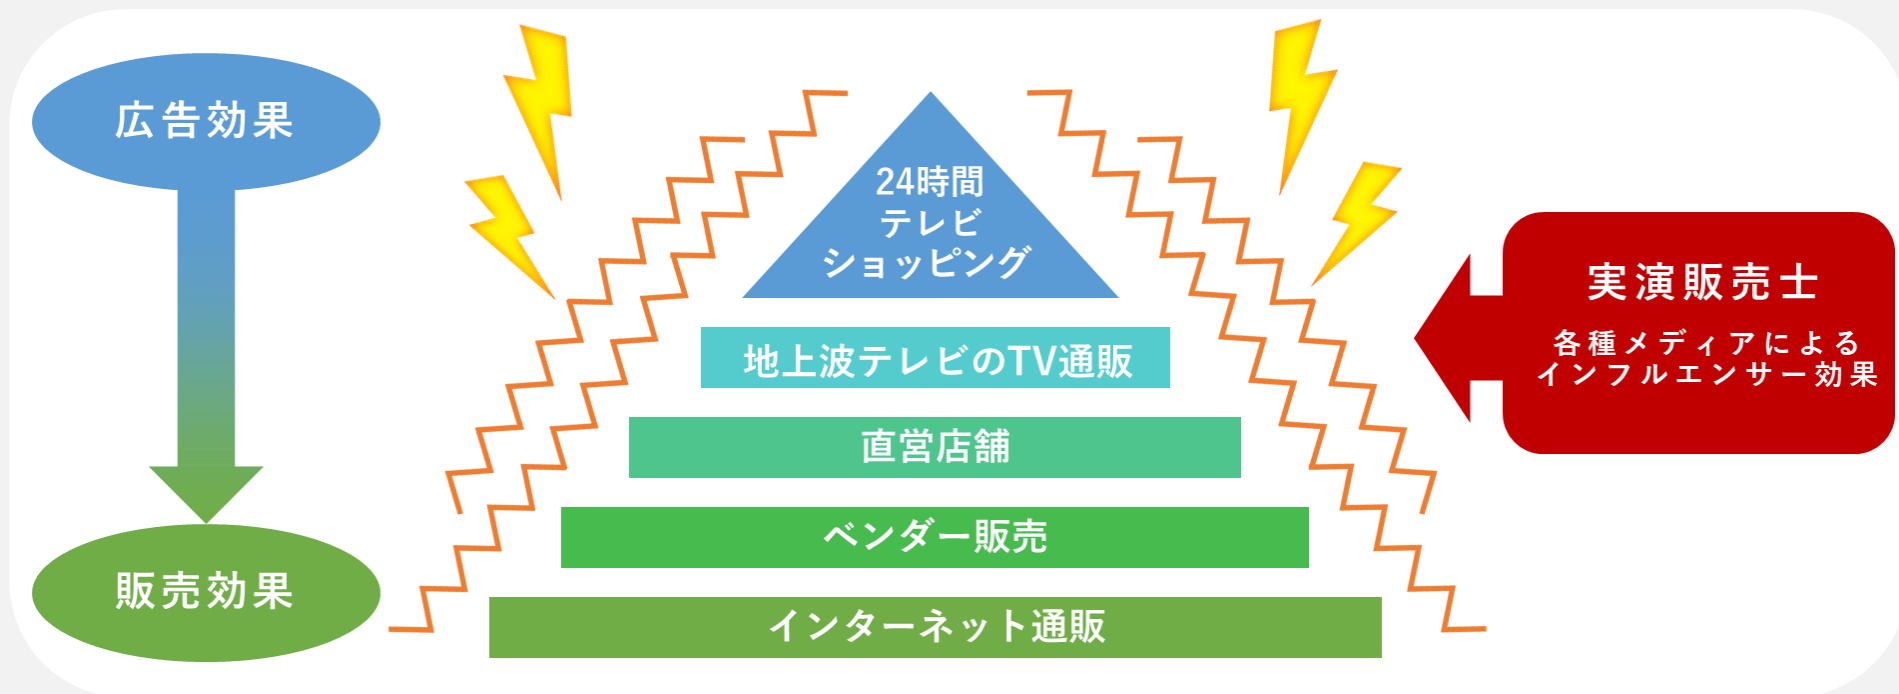 広告効果
販売効果
24時間
テレビ
ショッピング
地上波テレビのTV通販
直営店舗
ベンダー販売
インターネット通販
実演販売士
各種メディアによる
インフルエンサー効果